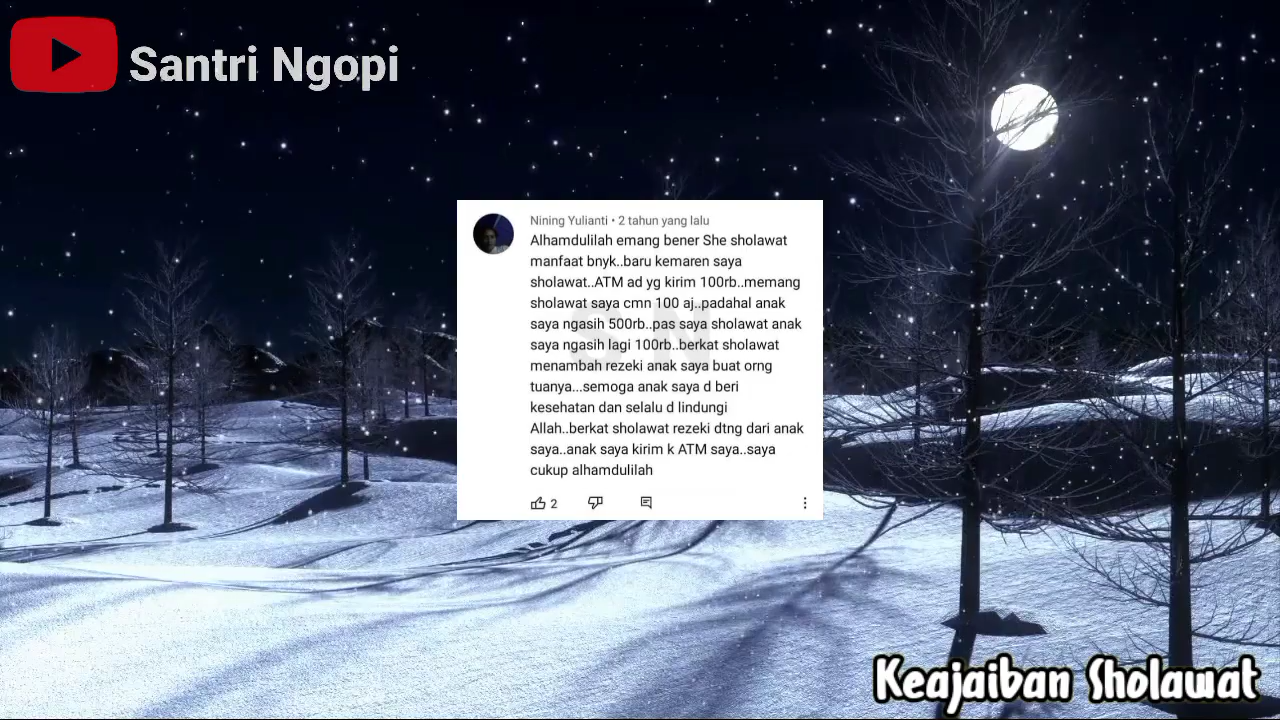 Santri Ngopi
Nining Yulianti • 2 tahun yang lalu
Alhamdulilah emang bener She sholawat
manfaat bnyk..baru kemaren saya
sholawat..ATM ad yg kirim 100rb..memang
sholawat saya cmn 100 aj..padahal anak
saya ngasih 500rb..pas saya sholawat anak
saya ngasih lagi 100rb..berkat sholawat
menambah rezeki anak saya buat orng
tuanya...semoga anak saya d beri
kesehatan dan selalu d lindungi
Allah..berkat sholawat rezeki dtng dari anak
saya..anak saya kirim k ATM saya..saya
cukup alhamdulilah
2
Keajaiban Sholawat